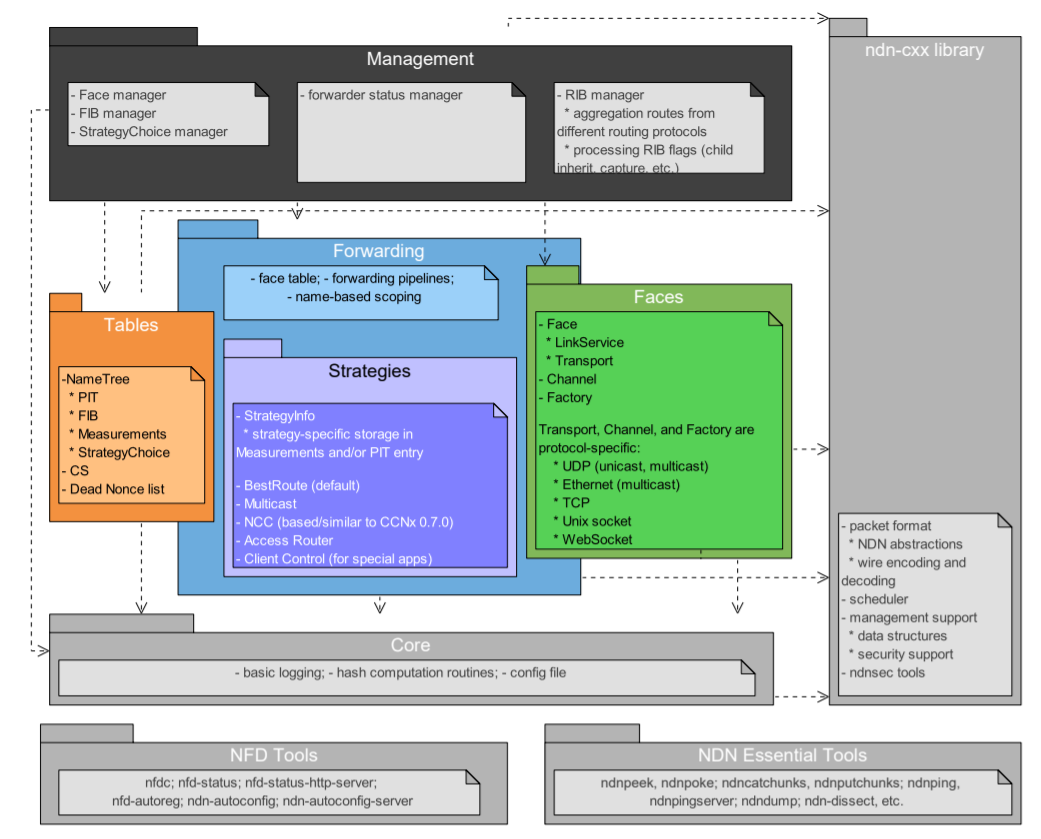 ndn-cxx library
Management
- Face manager
- FIB manager
- StrategyChoice manager
- forwarder status manager
- RIB manager
* aggregation routes from
different routing protocols
* processing RIB flags (child
inherit, capture, etc.)
Forwarding
- face table; - forwarding pipelines;
- name-based scoping
Faces
- Face
* LinkService
* Transport
- Channel
- Factory
Transport, Channel, and Factory are
protocol-specific:
* UDP (unicast, multicast)
* Ethernet (multicast)
* TCP
* Unix socket
* WebSocket
Tables
-NameTree
* PIT
* FIB
* Measurements
* StrategyChoice
- CS
- Dead Nonce list
Strategies
- StrategyInfo
* strategy-specific storage in
Measurements and/or PIT entry
- BestRoute (default)
- Multicast
- NCC (based/similar to CCNx 0.7.0)
- Access Router
- Client Control (for special apps)
- packet format
* NDN abstractions
* wire encoding and
decoding
- scheduler
- management support
* data structures
* security support
- ndnsec tools
Core
- basic logging; - hash computation routines; - config file
NFD Tools
nfdc; nfd-status; nfd-status-http-server;
nfd-autoreg; ndn-autoconfig; ndn-autoconfig-server
NDN Essential Tools
ndnpeek, ndnpoke; ndncatchunks, ndnputchunks; ndnping,
ndnpingserver; ndndump; ndn-dissect, etc.